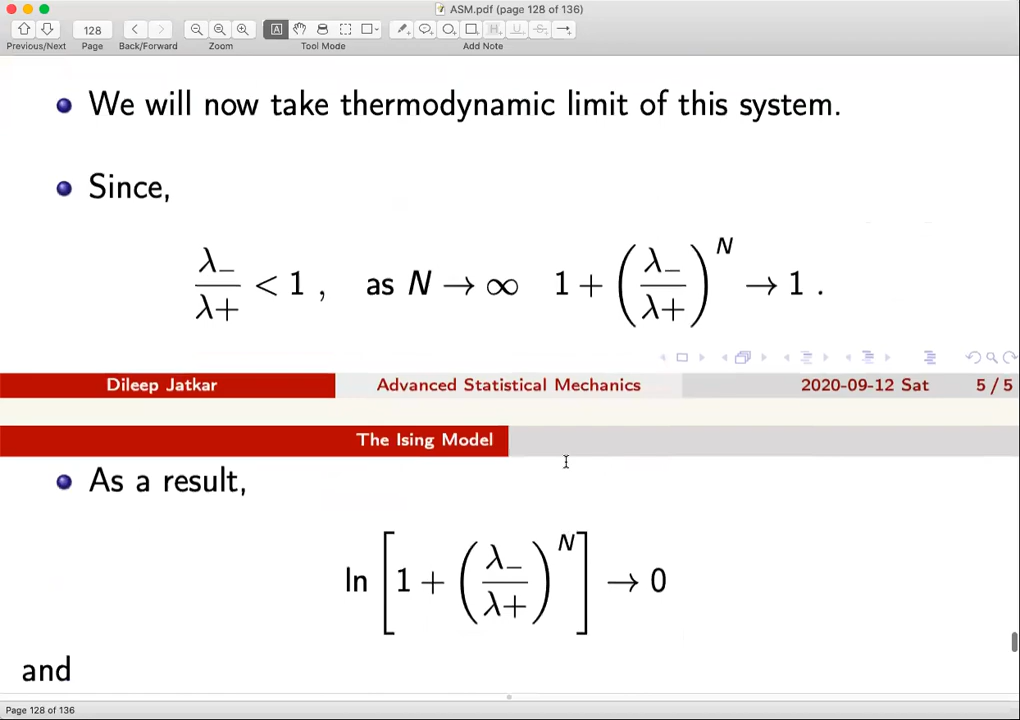 ASM.pdf (page 128 of 136)
128
Previous/Next Page Back/Forward Zoom Tool Mode Add Note
We will now take thermodynamic limit of this system.
Since,
λ−/λ+ < 1 , as N → ∞ 1 + (λ−/λ+)^N → 1 .
Dileep Jatkar Advanced Statistical Mechanics 2020-09-12 Sat 5 / 5
The Ising Model
As a result,
ln [1 + (λ−/λ+)^N] → 0
and
Page 128 of 136